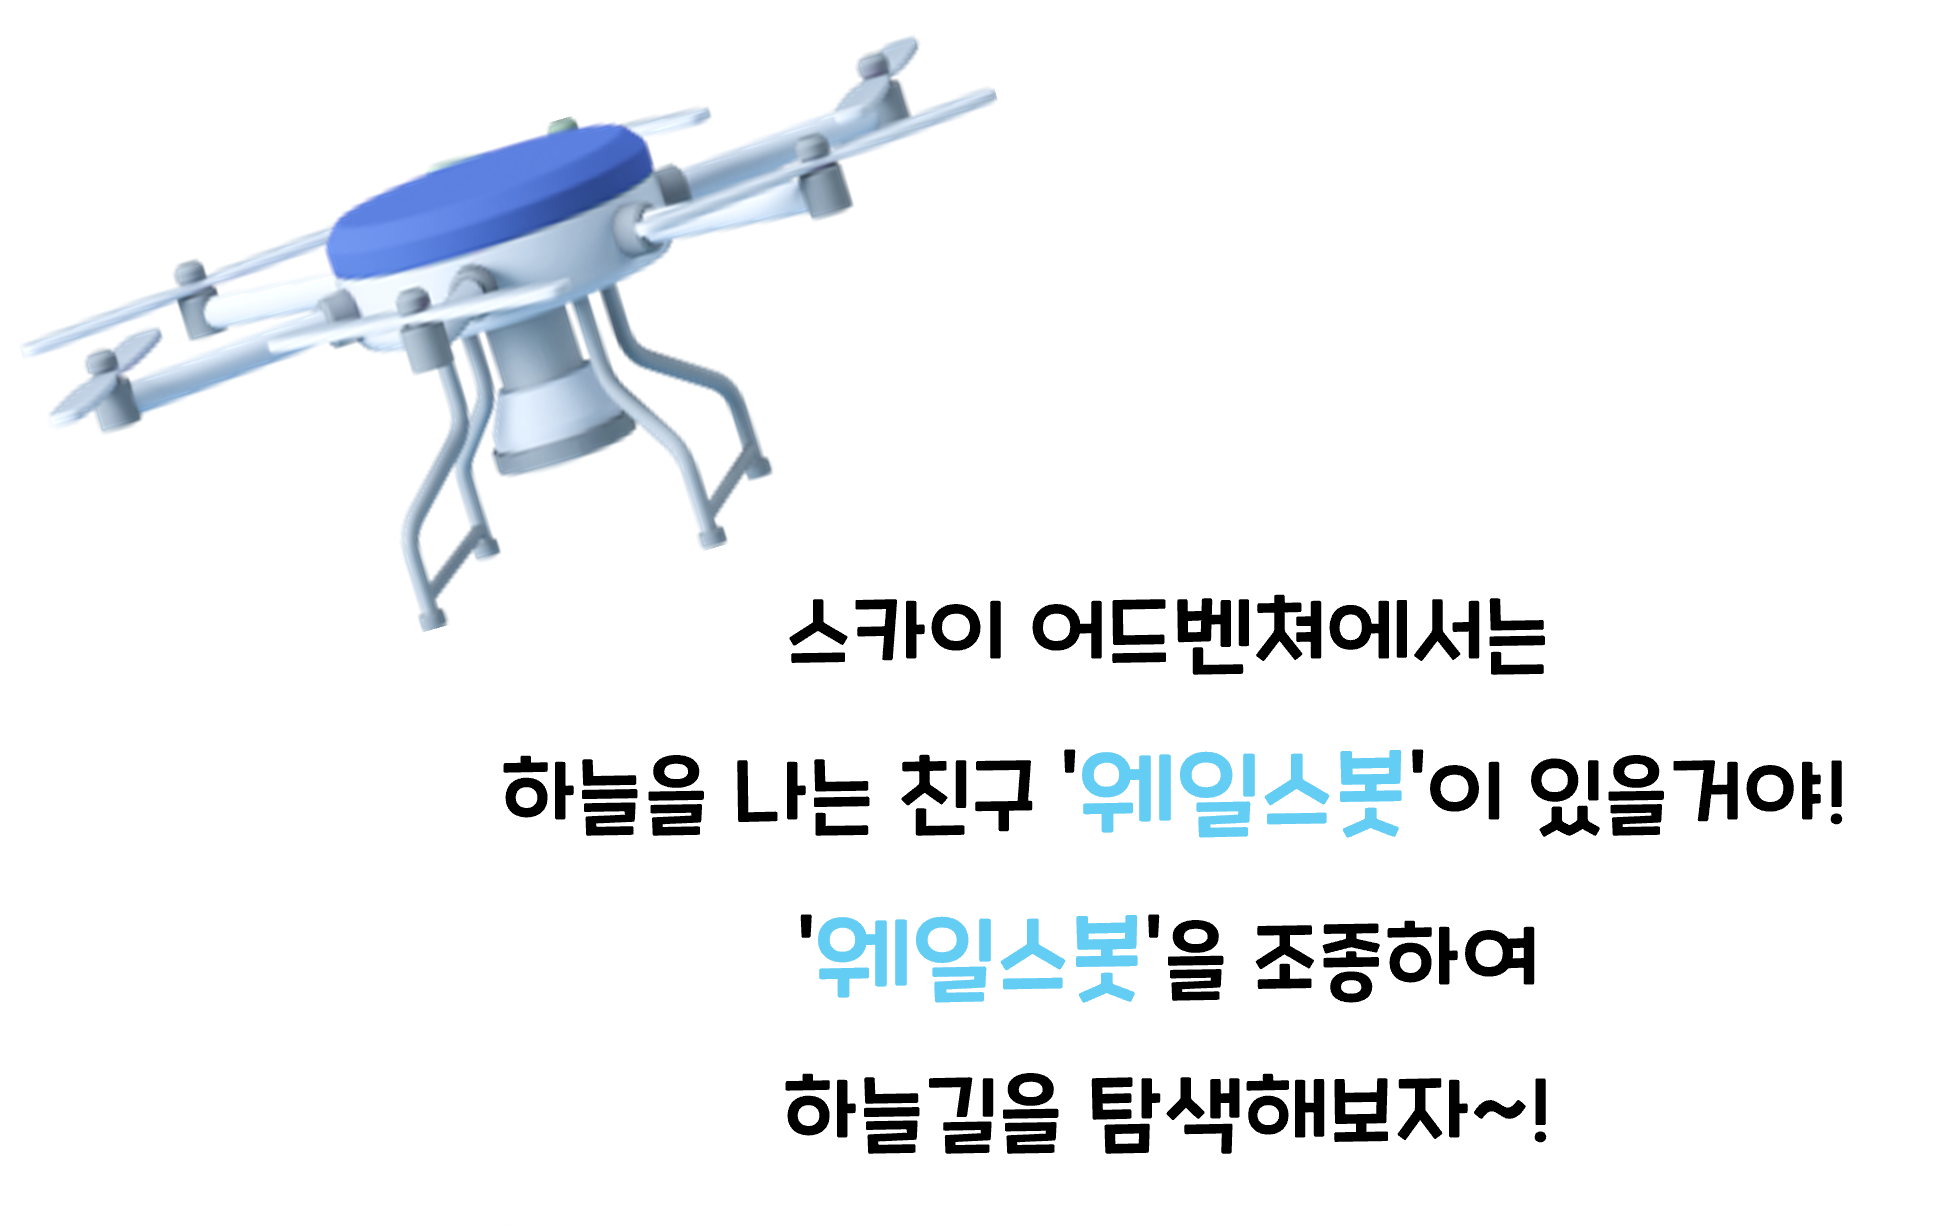 스카이 어드벤쳐에서는
하늘을 나는 친구 '웨일스봇'이 있을거야!
'웨일스봇'을 조종하여
하늘길을 탐색해보자~!